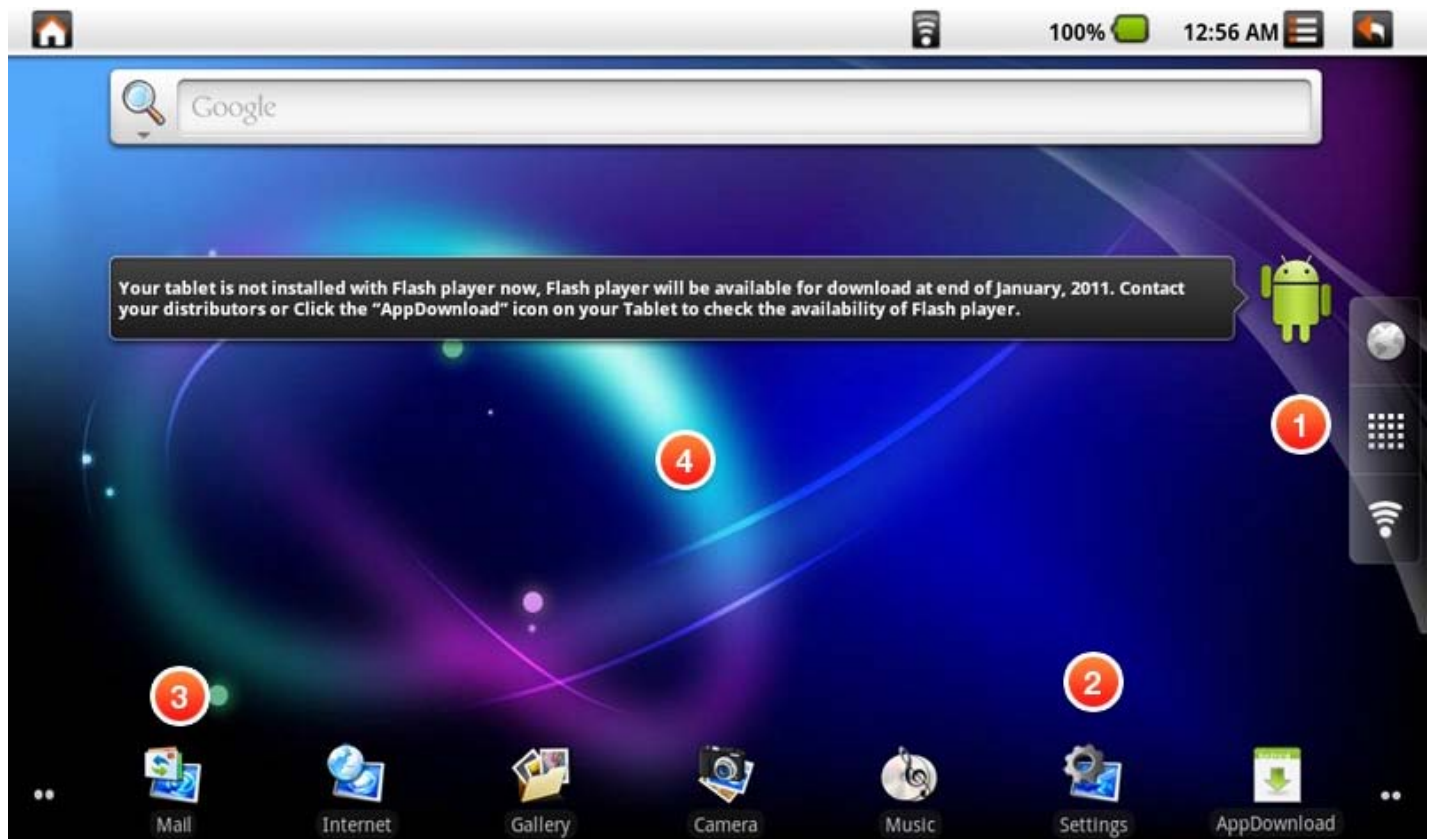 100% 12:56 AM
Google
Your tablet is not installed with Flash player now, Flash player will be available for download at end of January, 2011. Contact
your distributors or Click the “AppDownload” icon on your Tablet to check the availability of Flash player.
1
4
3
2
Mail Internet Gallery Camera Music Settings AppDownload